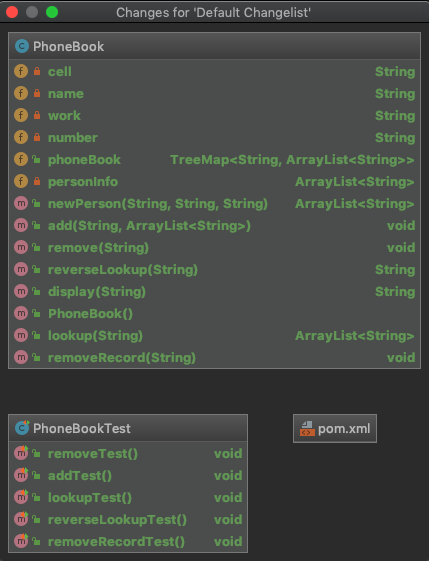 Changes for 'Default Changelist'
PhoneBook
cell String
name String
work String
number String
phoneBook TreeMap<String, ArrayList<String>>
personInfo ArrayList<String>
newPerson(String, String, String) ArrayList<String>
add(String, ArrayList<String>) void
remove(String) void
reverseLookup(String) String
display(String) String
PhoneBook()
lookup(String) ArrayList<String>
removeRecord(String) void
PhoneBookTest
removeTest() void
addTest() void
lookupTest() void
reverseLookupTest() void
removeRecordTest() void
pom.xml